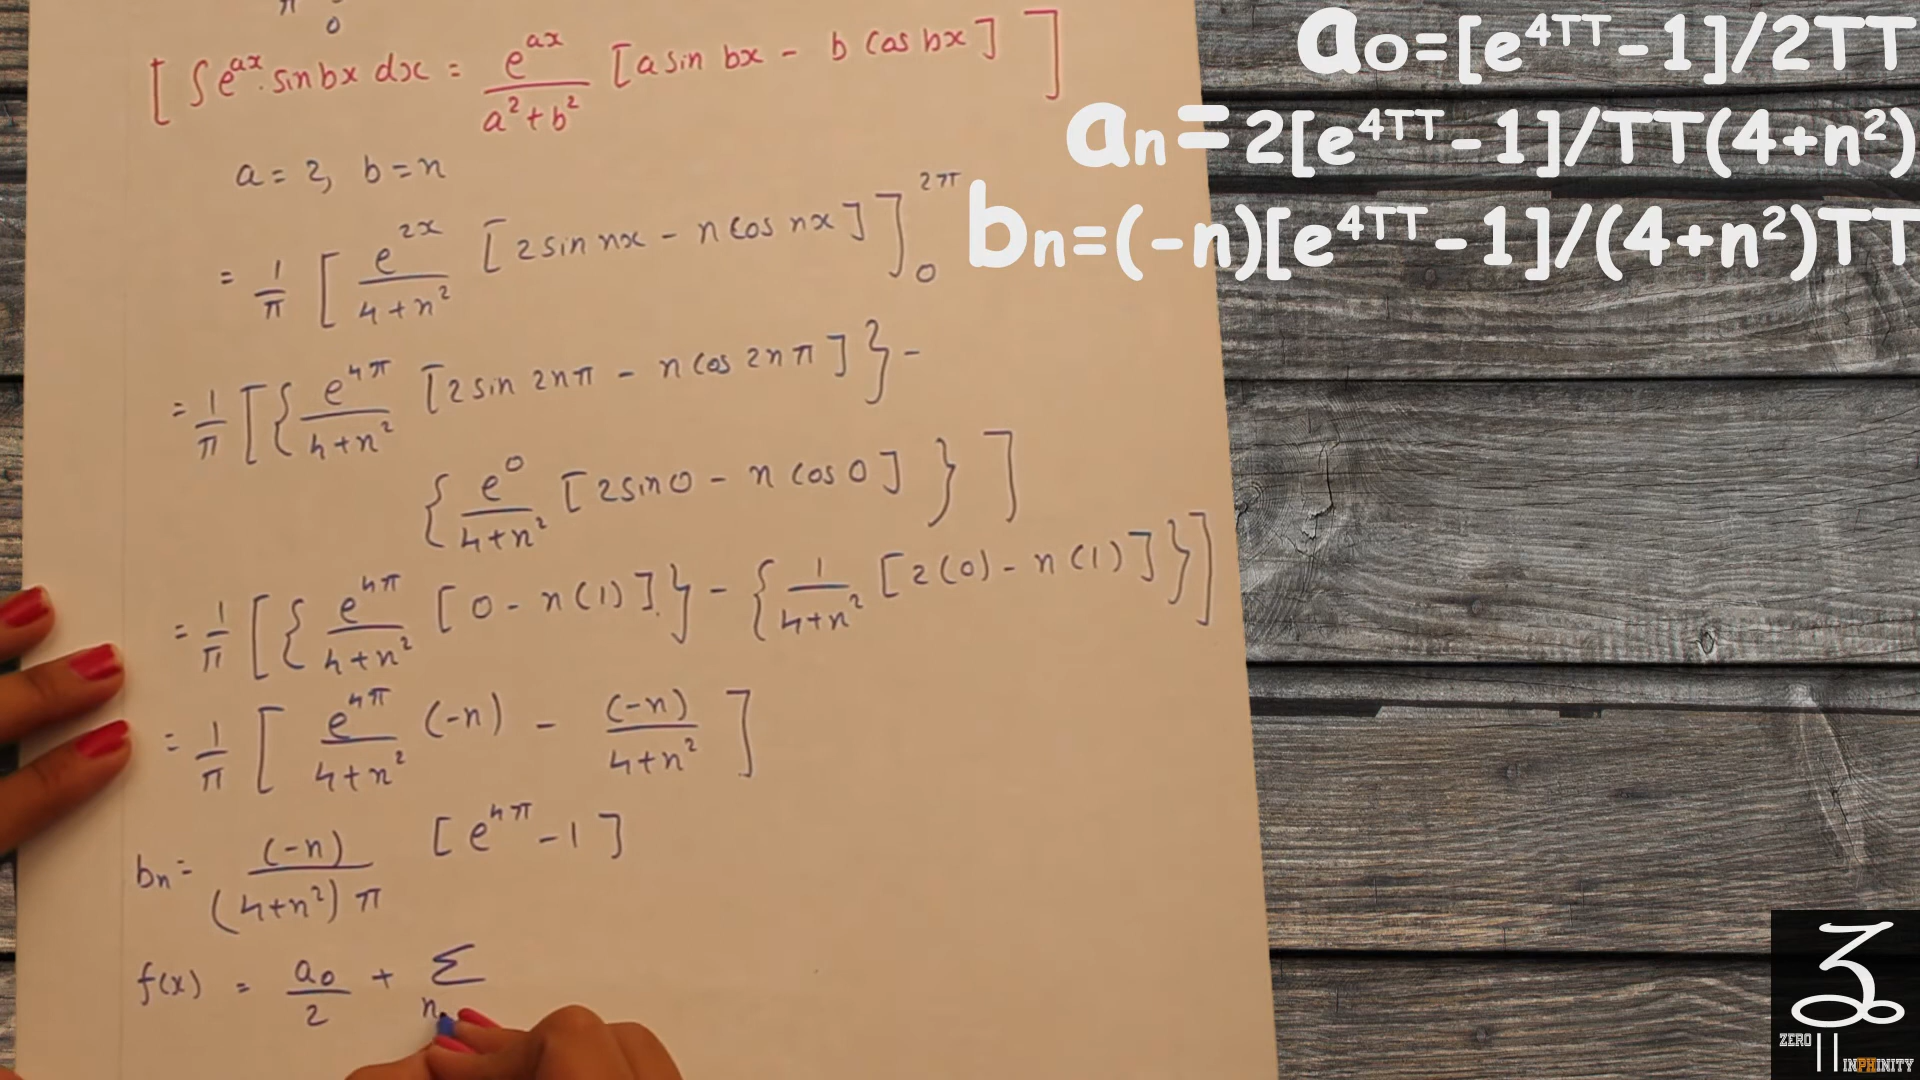 π 0
[ ∫e^ax . sin bx dx = e^ax / a²+b² [a sin bx - b cos bx] ]
a = 2, b = n
= 1/π [ e^2x / 4+n² [2 sin nx - n cos nx] ]_0^2π
= 1/π [ { e^4π / 4+n² [2 sin 2nπ - n cos 2nπ] } -
{ e^0 / 4+n² [2 sin 0 - n cos 0] } ]
= 1/π [ { e^4π / 4+n² [0 - n(1)] } - { 1 / 4+n² [2(0) - n(1)] } ]
= 1/π [ e^4π / 4+n² (-n) - (-n) / 4+n² ]
bn = (-n) / (4+n²)π [e^4π - 1]
f(x) = a0 / 2 + Σ n
ao=[e^4TT-1]/2TT
an=2[e^4TT-1]/TT(4+n²)
bn=(-n)[e^4TT-1]/(4+n²)TT
ZERO
INPHINITY